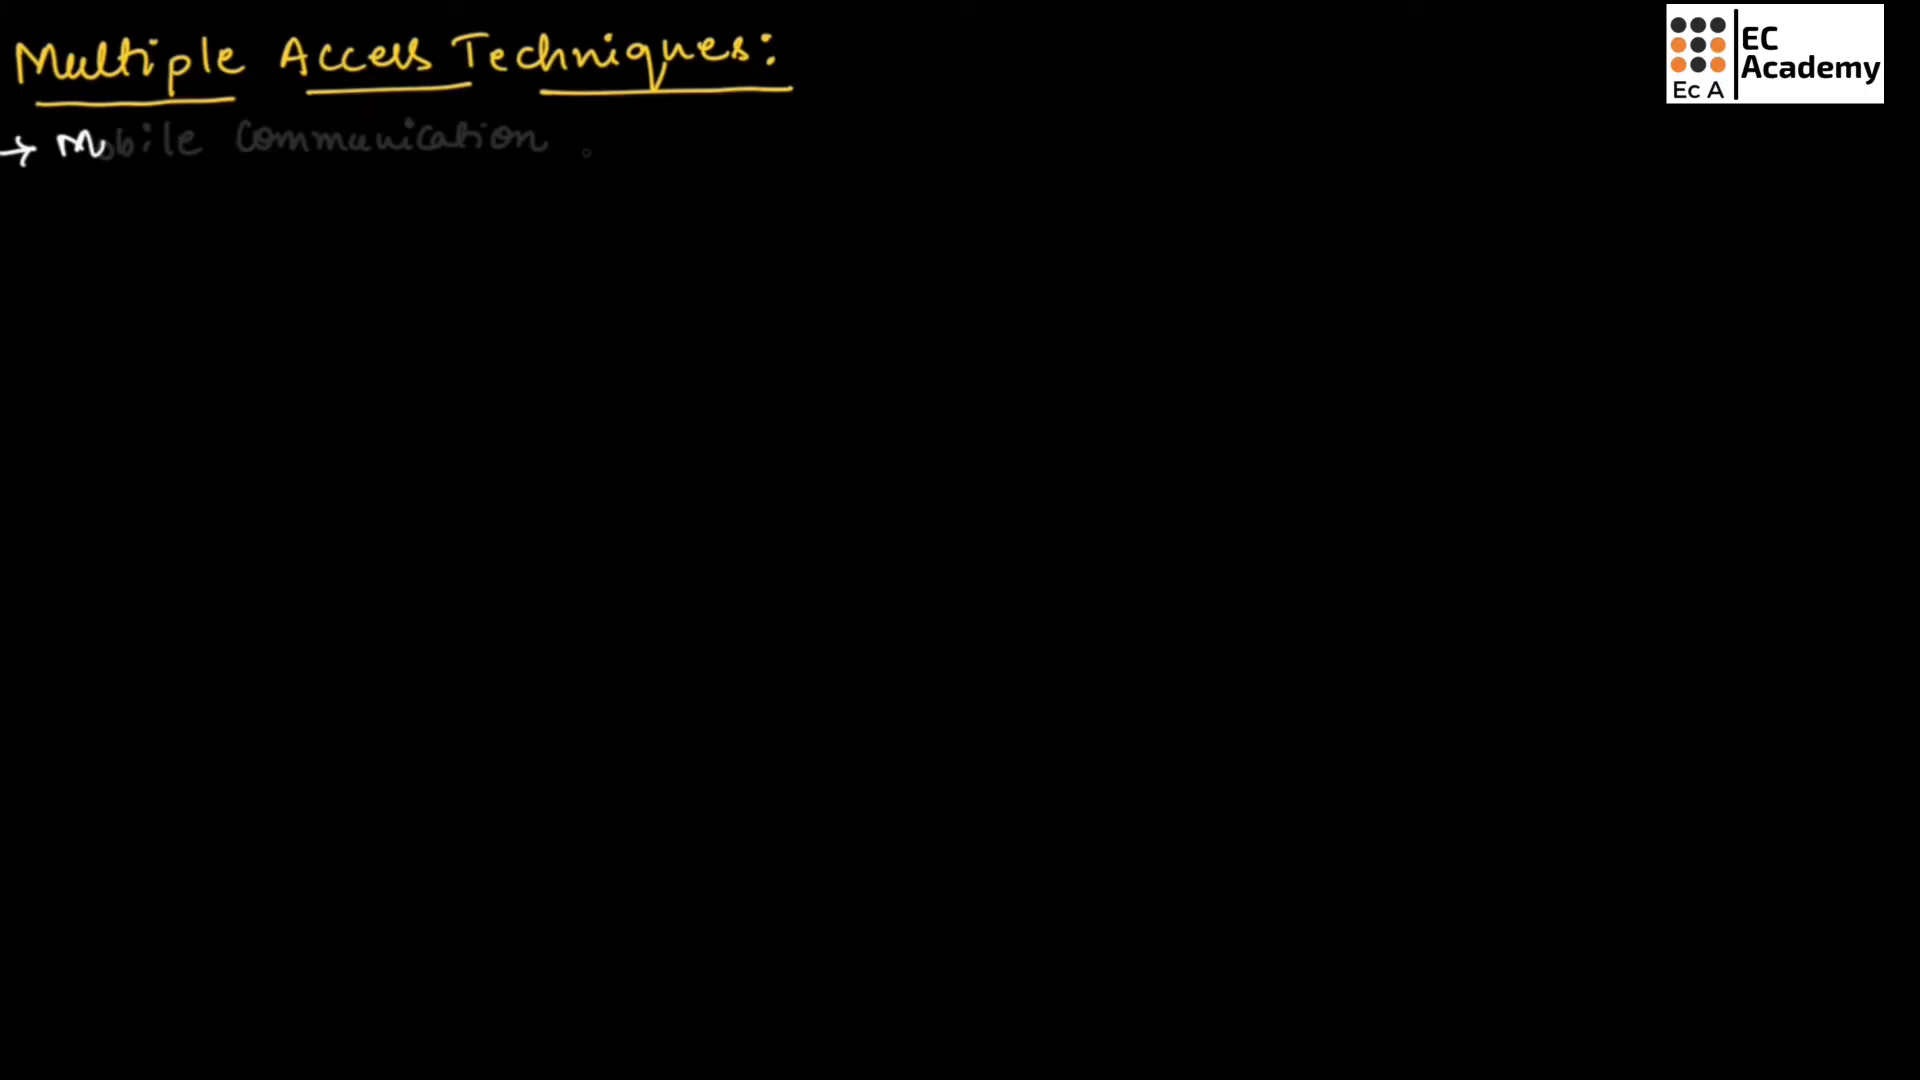 Multiple Access Techniques:
→ Mobile Communication
EC
Academy
Ec A